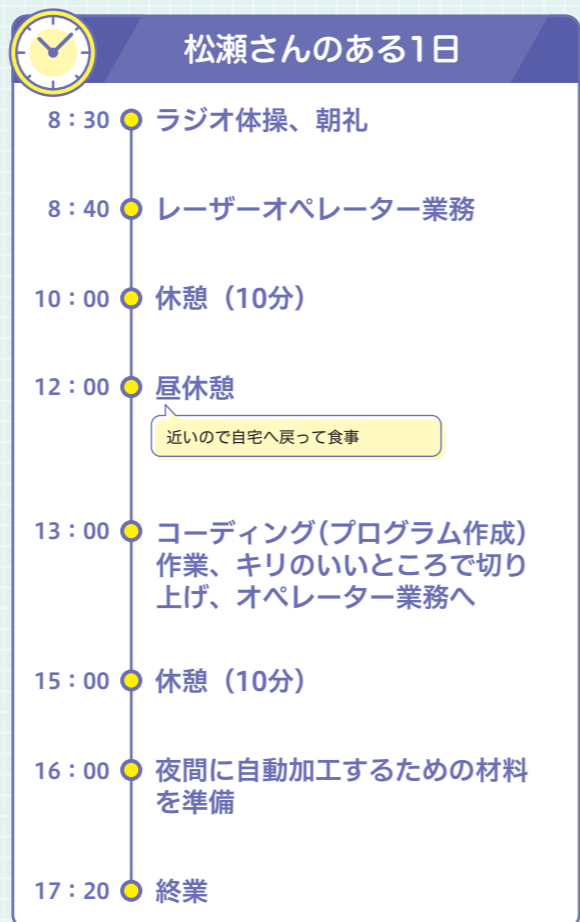 松瀬さんのある1日
8：30 ラジオ体操、朝礼
8：40 レーザーオペレーター業務
10：00 休憩（10分）
12：00 昼休憩
近いので自宅へ戻って食事
13：00 コーディング（プログラム作成）
作業、キリのいいところで切り
上げ、オペレーター業務へ
15：00 休憩（10分）
16：00 夜間に自動加工するための材料
を準備
17：20 終業